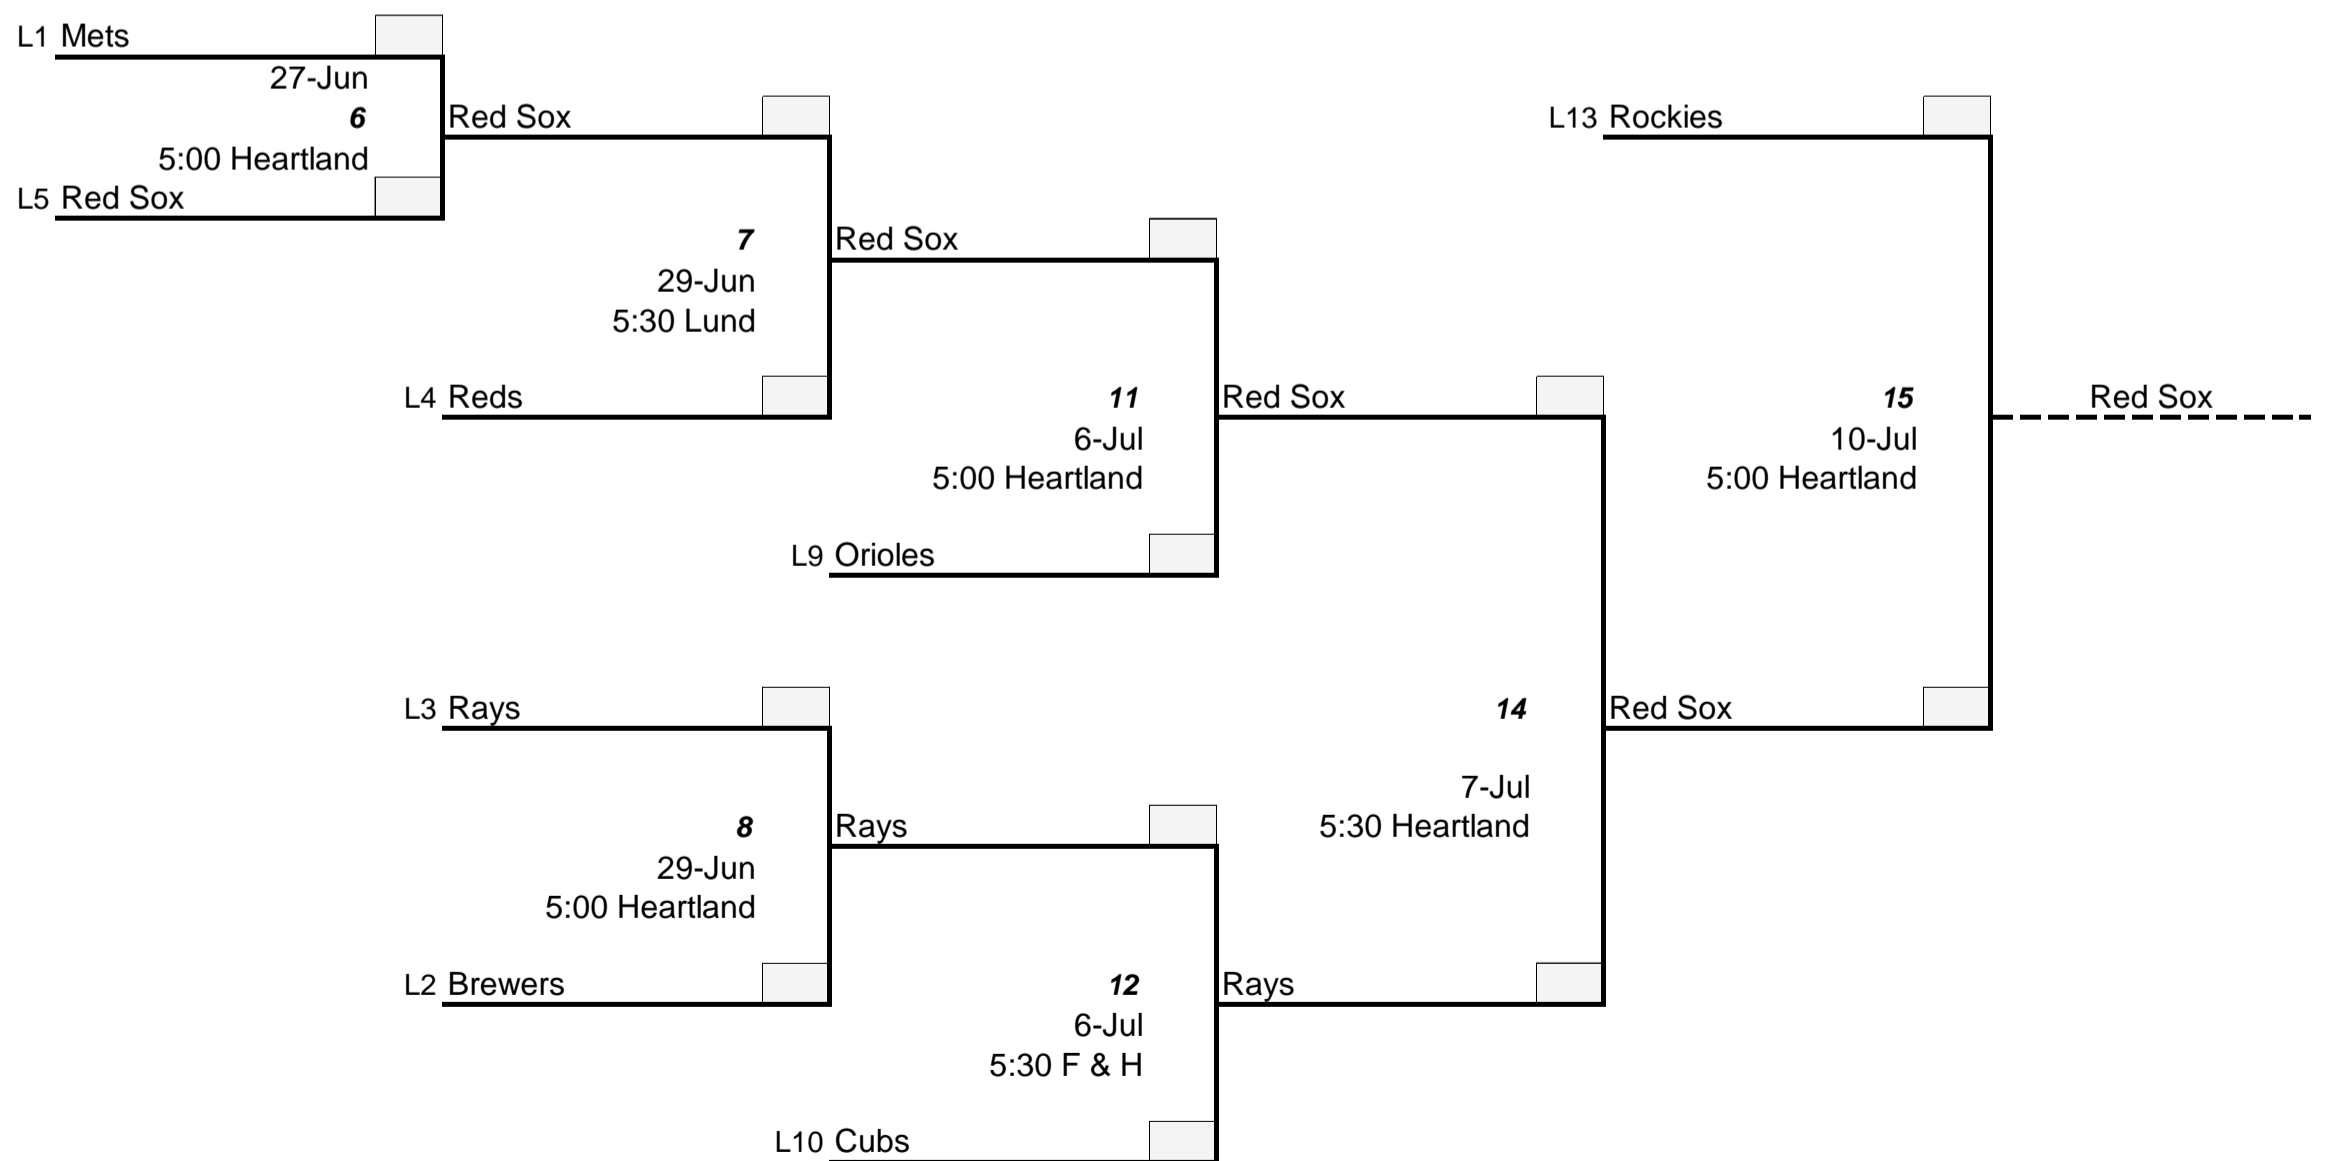 L1 Mets
27-Jun
6 Red Sox L13 Rockies
5:00 Heartland
L5 Red Sox
7 Red Sox
29-Jun
5:30 Lund
L4 Reds 11 Red Sox 15 Red Sox
6-Jul 10-Jul
5:00 Heartland 5:00 Heartland
L9 Orioles
L3 Rays 14 Red Sox
7-Jul
8 Rays 5:30 Heartland
29-Jun
5:00 Heartland
L2 Brewers 12 Rays
6-Jul
5:30 F & H
L10 Cubs